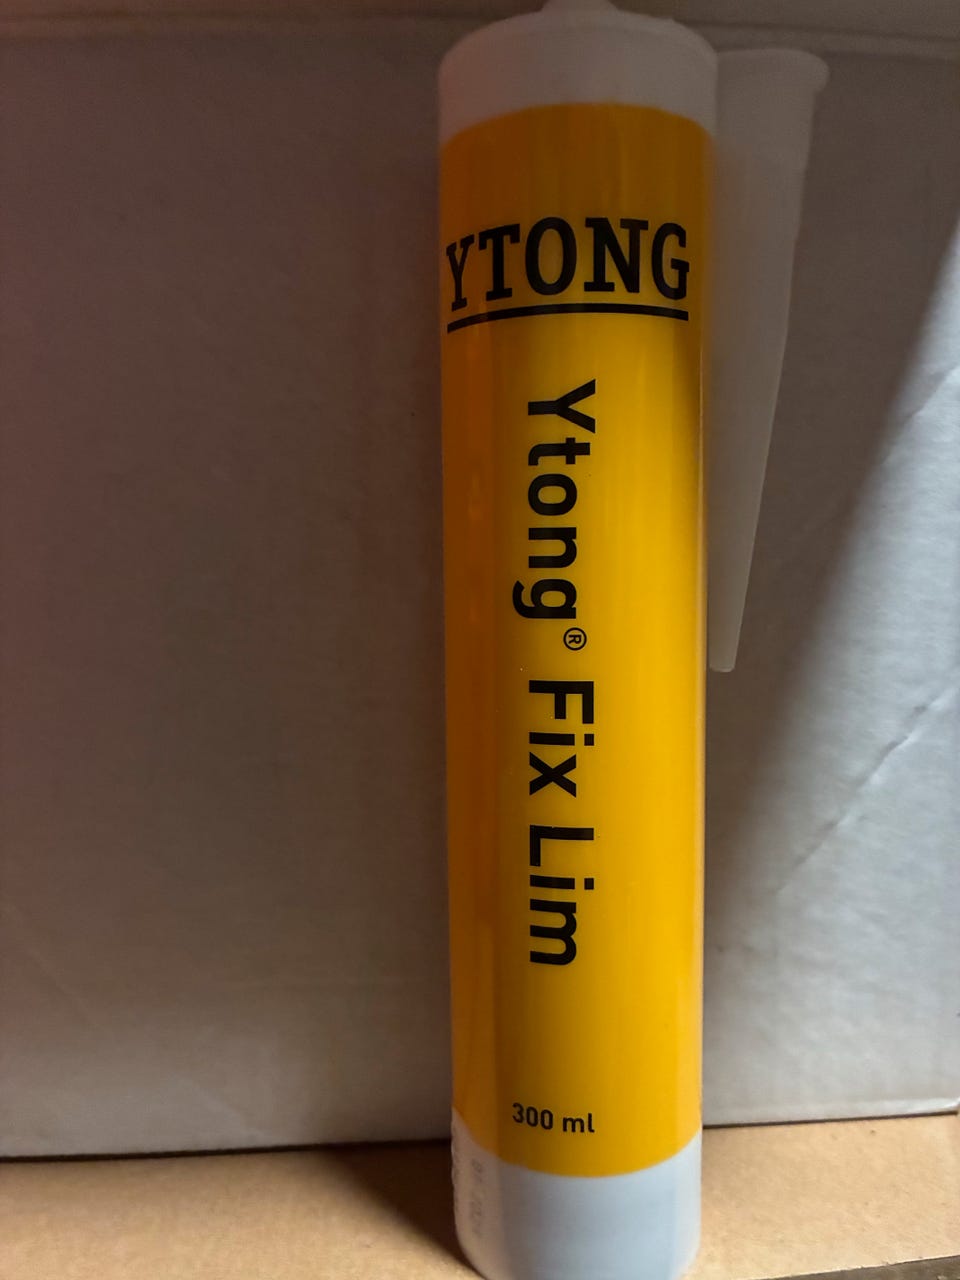 YTONG
Ytong® Fix Lim
300 ml